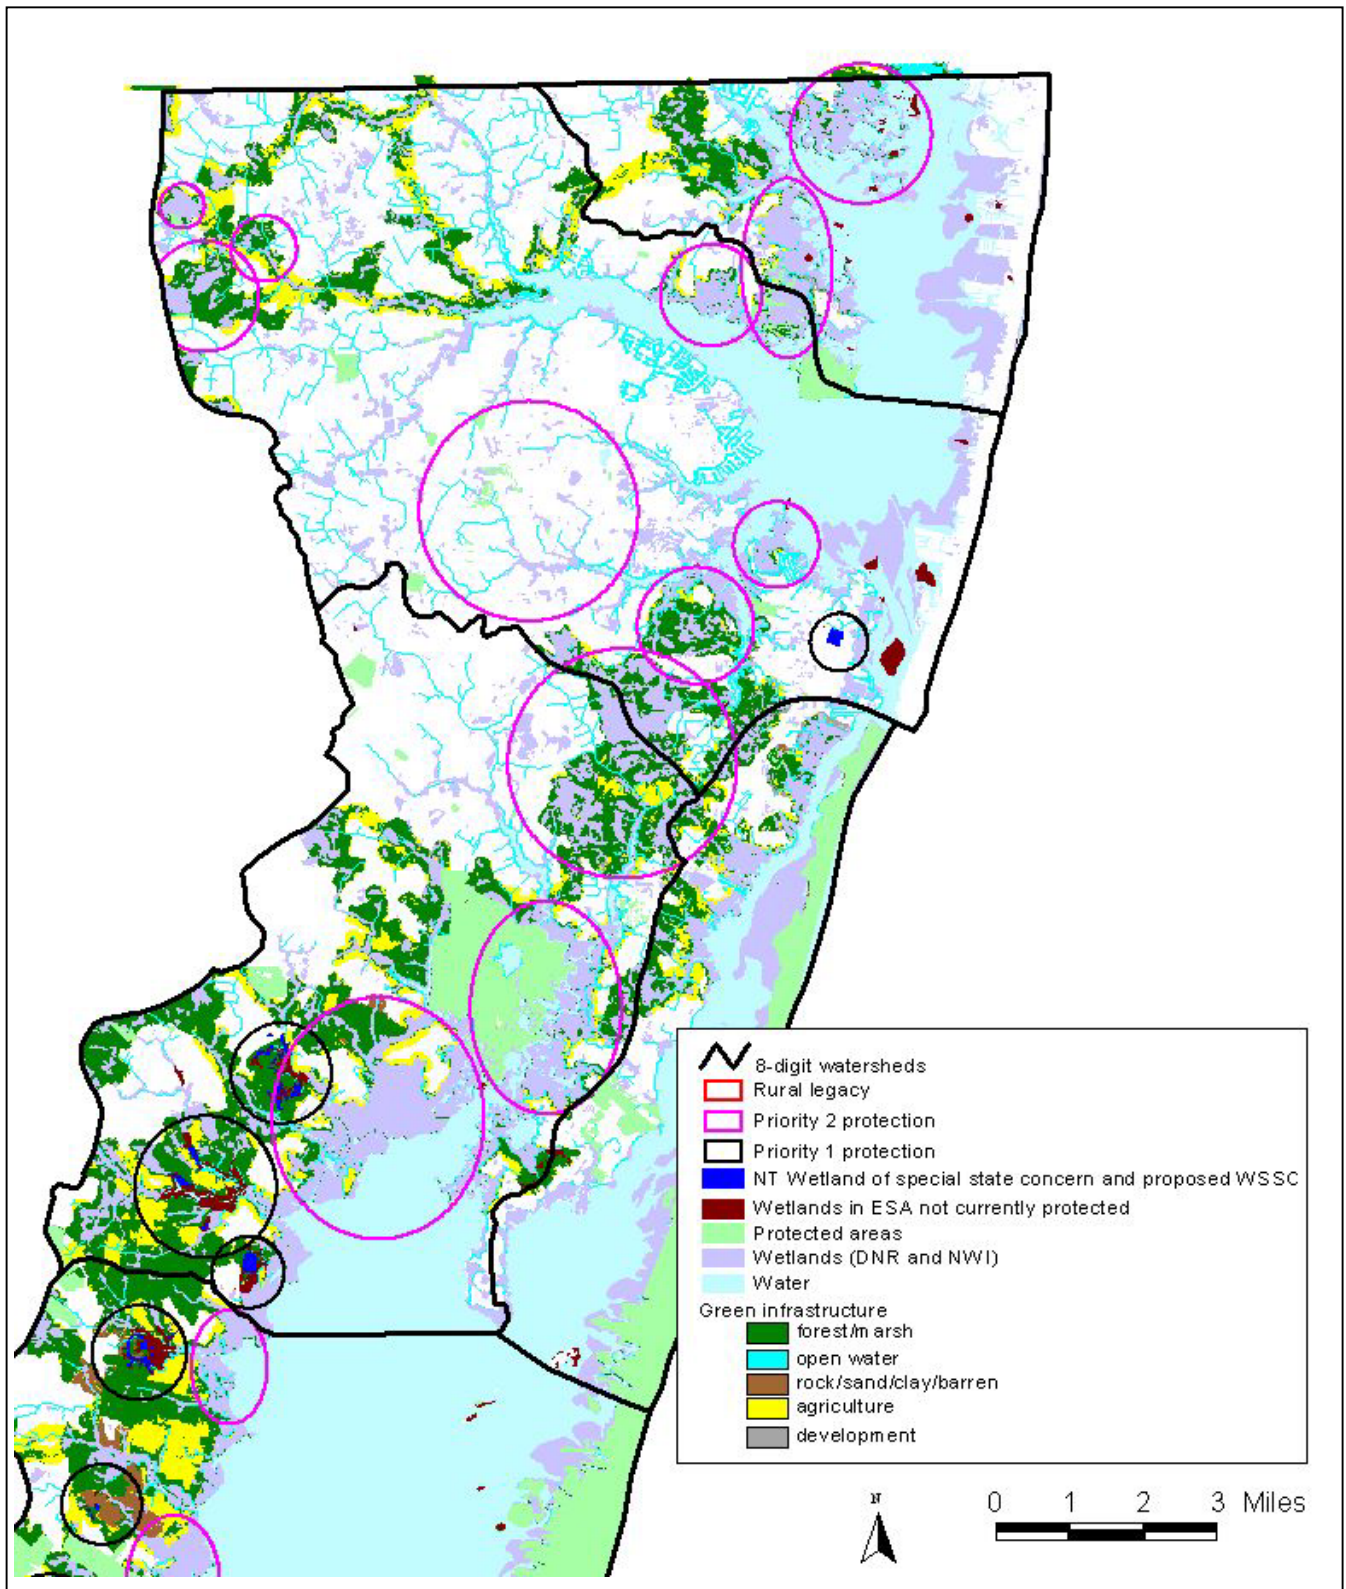 8-digit watersheds
Rural legacy
Priority 2 protection
Priority 1 protection
NT Wetland of special state concern and proposed WSSC
Wetlands in ESA not currently protected
Protected areas
Wetlands (DNR and NWI)
Water
Green infrastructure
forest/marsh
open water
rock/sand/clay/barren
agriculture
development
N
0 1 2 3 Miles